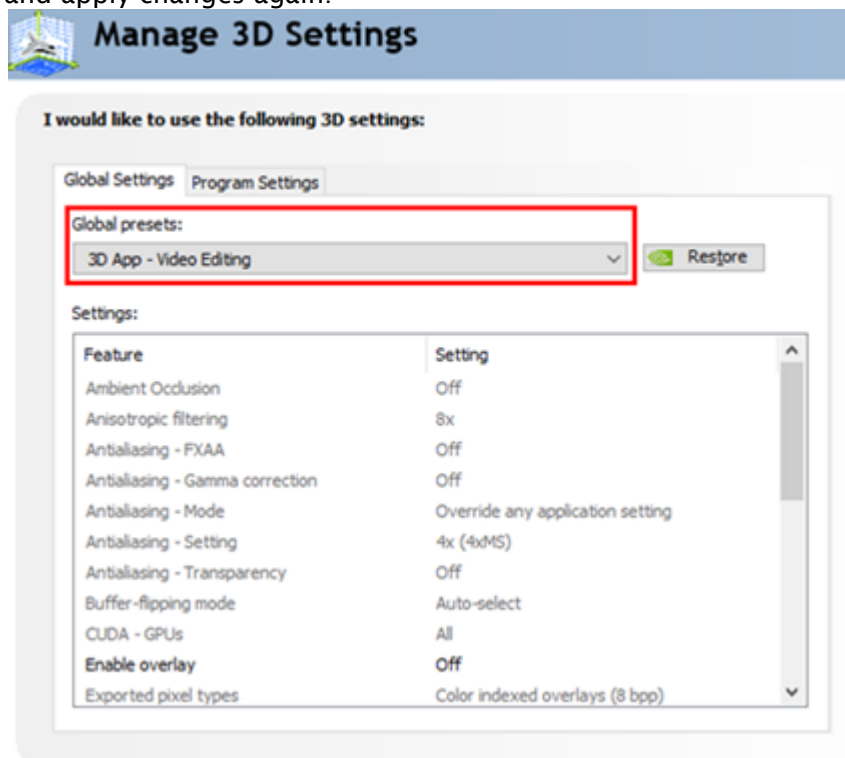 and apply changes again.
Manage 3D Settings
I would like to use the following 3D settings:
Global Settings Program Settings
Global presets:
3D App - Video Editing Restore
Settings:
Feature Setting
Ambient Occlusion Off
Anisotropic filtering 8x
Antialiasing - FXAA Off
Antialiasing - Gamma correction Off
Antialiasing - Mode Override any application setting
Antialiasing - Setting 4x (4xMS)
Antialiasing - Transparency Off
Buffer-flipping mode Auto-select
CUDA - GPUs All
Enable overlay Off
Exported pixel types Color indexed overlays (8 bpp)